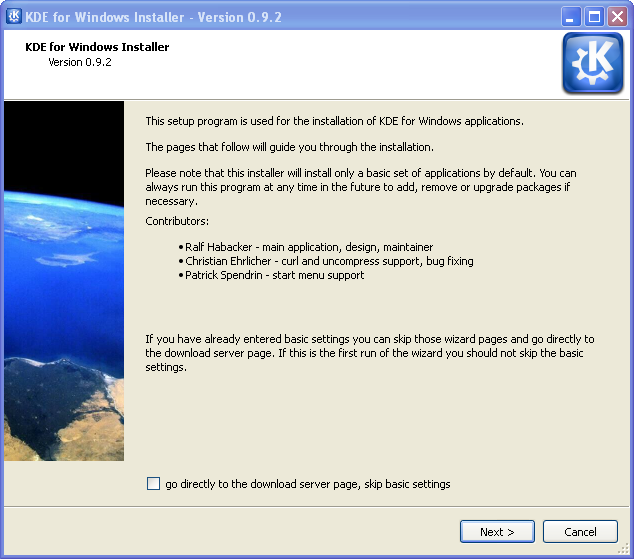 KDE for Windows Installer - Version 0.9.2
KDE for Windows Installer
Version 0.9.2
This setup program is used for the installation of KDE for Windows applications.
The pages that follow will guide you through the installation.
Please note that this installer will install only a basic set of applications by default. You can
always run this program at any time in the future to add, remove or upgrade packages if
necessary.
Contributors:
• Ralf Habacker - main application, design, maintainer
• Christian Ehrlicher - curl and uncompress support, bug fixing
• Patrick Spendrin - start menu support
If you have already entered basic settings you can skip those wizard pages and go directly to
the download server page. If this is the first run of the wizard you should not skip the basic
settings.
go directly to the download server page, skip basic settings
Next >
Cancel